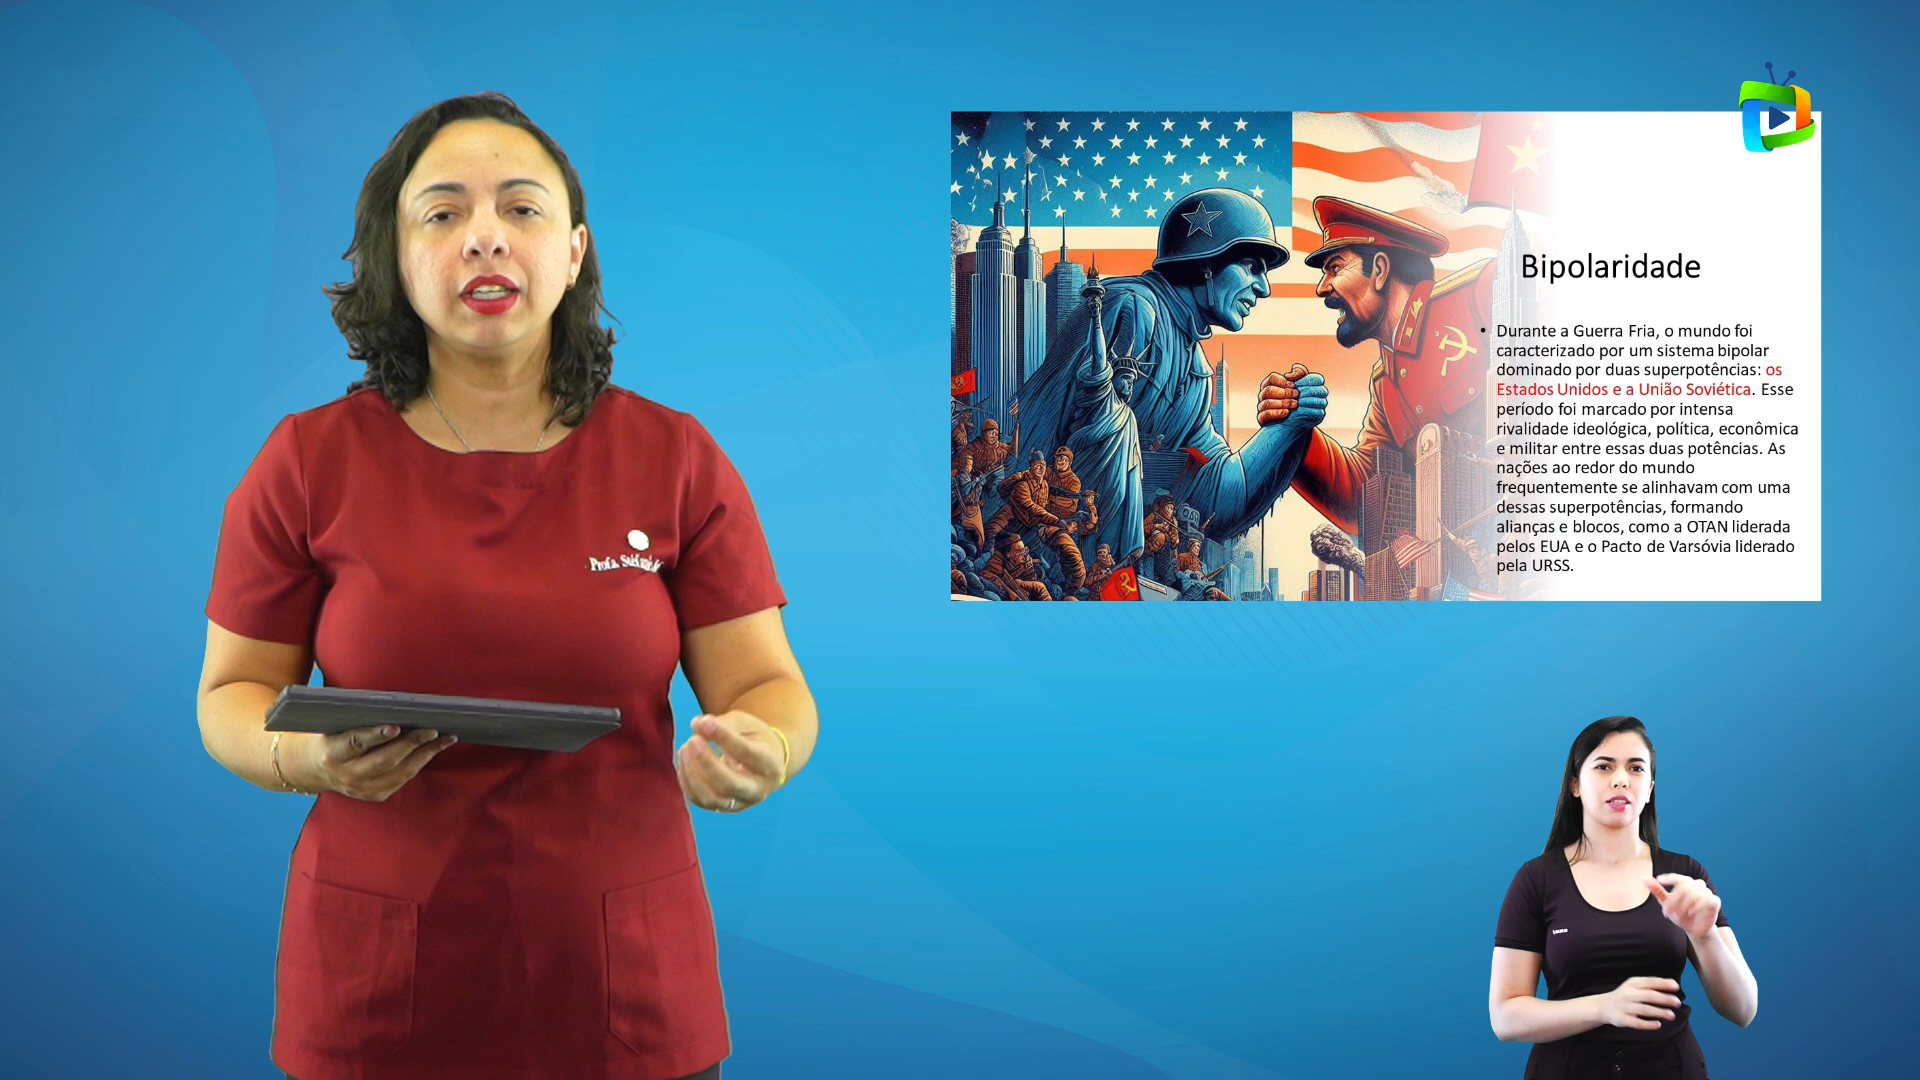 Bipolaridade
• Durante a Guerra Fria, o mundo foi
caracterizado por um sistema bipolar
dominado por duas superpotências: os
Estados Unidos e a União Soviética. Esse
período foi marcado por intensa
rivalidade ideológica, política, econômica
e militar entre essas duas potências. As
nações ao redor do mundo
frequentemente se alinhavam com uma
dessas superpotências, formando
alianças e blocos, como a OTAN liderada
pelos EUA e o Pacto de Varsóvia liderado
pela URSS.
Profa.